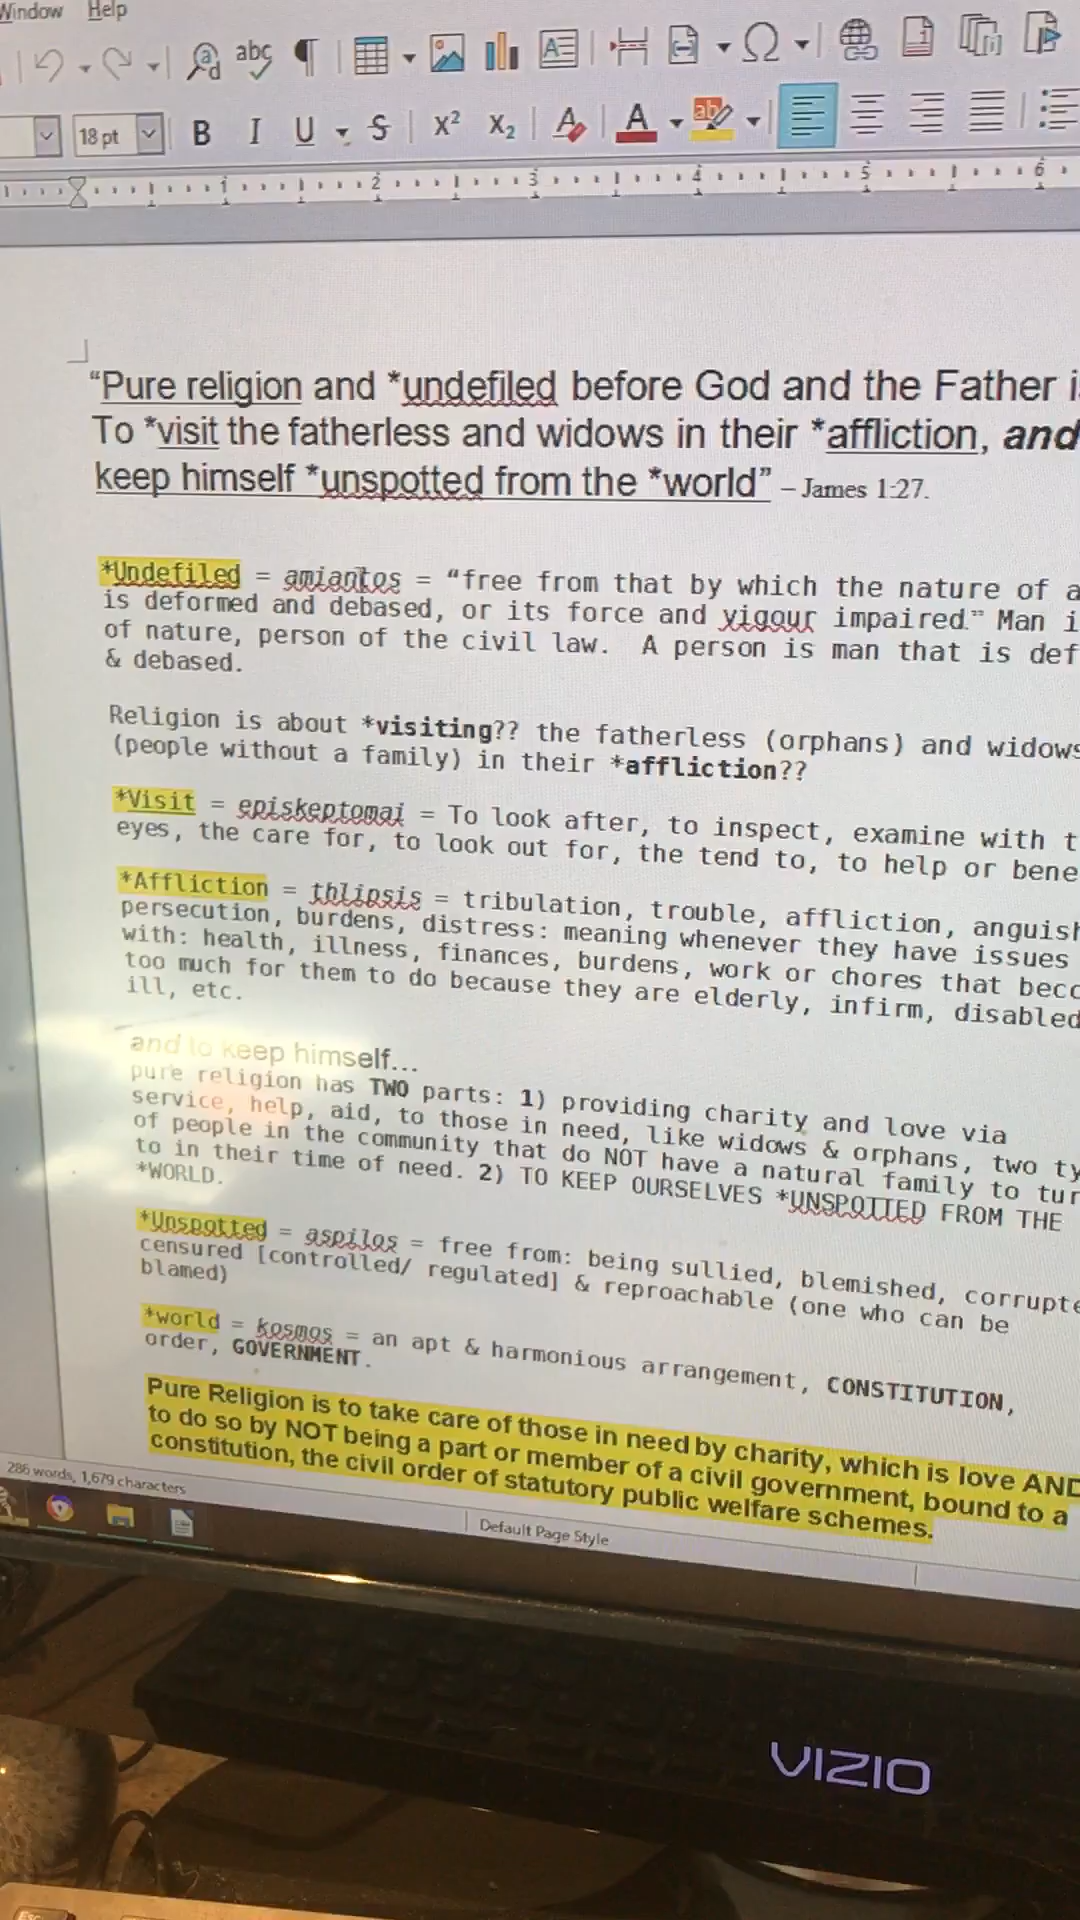 Window Help
abc
18 pt B I U S X² X₂ A A ab
1 2 3 4 5 6
“Pure religion and *undefiled before God and the Father
To *visit the fatherless and widows in their *affliction, and
keep himself *unspotted from the *world” – James 1:27.
*Undefiled = amiantos = “free from that by which the nature of a
is deformed and debased, or its force and vigour impaired” Man
of nature, person of the civil law. A person is man that is
& debased.
Religion is about *visiting?? the fatherless (orphans) and widows
(people without a family) in their *affliction??
*Visit = episkeptomai = To look after, to inspect, examine with
eyes, the care for, to look out for, the tend to, to help or
*Affliction = thlipsis = tribulation, trouble, affliction, anguish
persecution, burdens, distress: meaning whenever they have issues
with: health, illness, finances, burdens, work or chores that
too much for them to do because they are elderly, infirm, disabled
ill, etc.
and to keep himself...
pure religion has TWO parts: 1) providing charity and love via
service, help, aid, to those in need, like widows & orphans, two
of people in the community that do NOT have a natural family to
to in their time of need. 2) TO KEEP OURSELVES *UNSPOTTED FROM THE
*WORLD.
*Unspotted = aspilos = free from: being sullied, blemished,
censured [controlled/ regulated] & reproachable (one who can be
blamed)
*world = kosmos = an apt & harmonious arrangement, CONSTITUTION,
order, GOVERNMENT.
Pure Religion is to take care of those in need by charity, which is love AND
to do so by NOT being a part or member of a civil government, bound to a
constitution, the civil order of statutory public welfare schemes.
286 words, 1,679 characters
Default Page Style
VIZIO